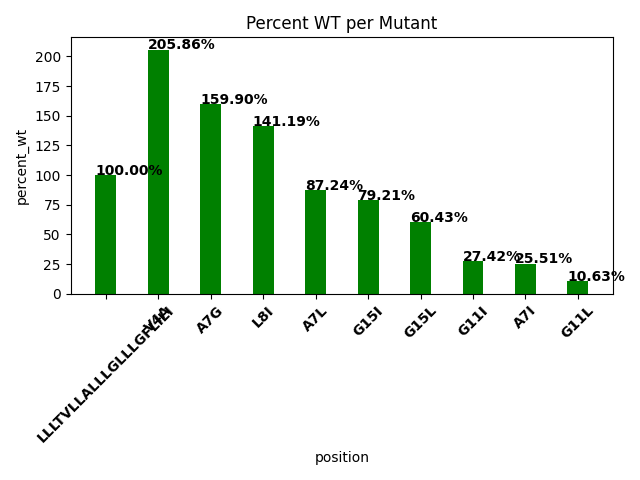 Percent WT per Mutant
percent_wt
200
175
150
125
100
75
50
25
0
100.00%
205.86%
159.90%
141.19%
87.24%
79.21%
60.43%
27.42%
25.51%
10.63%
V4A
A7G
L8I
A7L
G15I
G15L
G11I
A7I
G11L
position